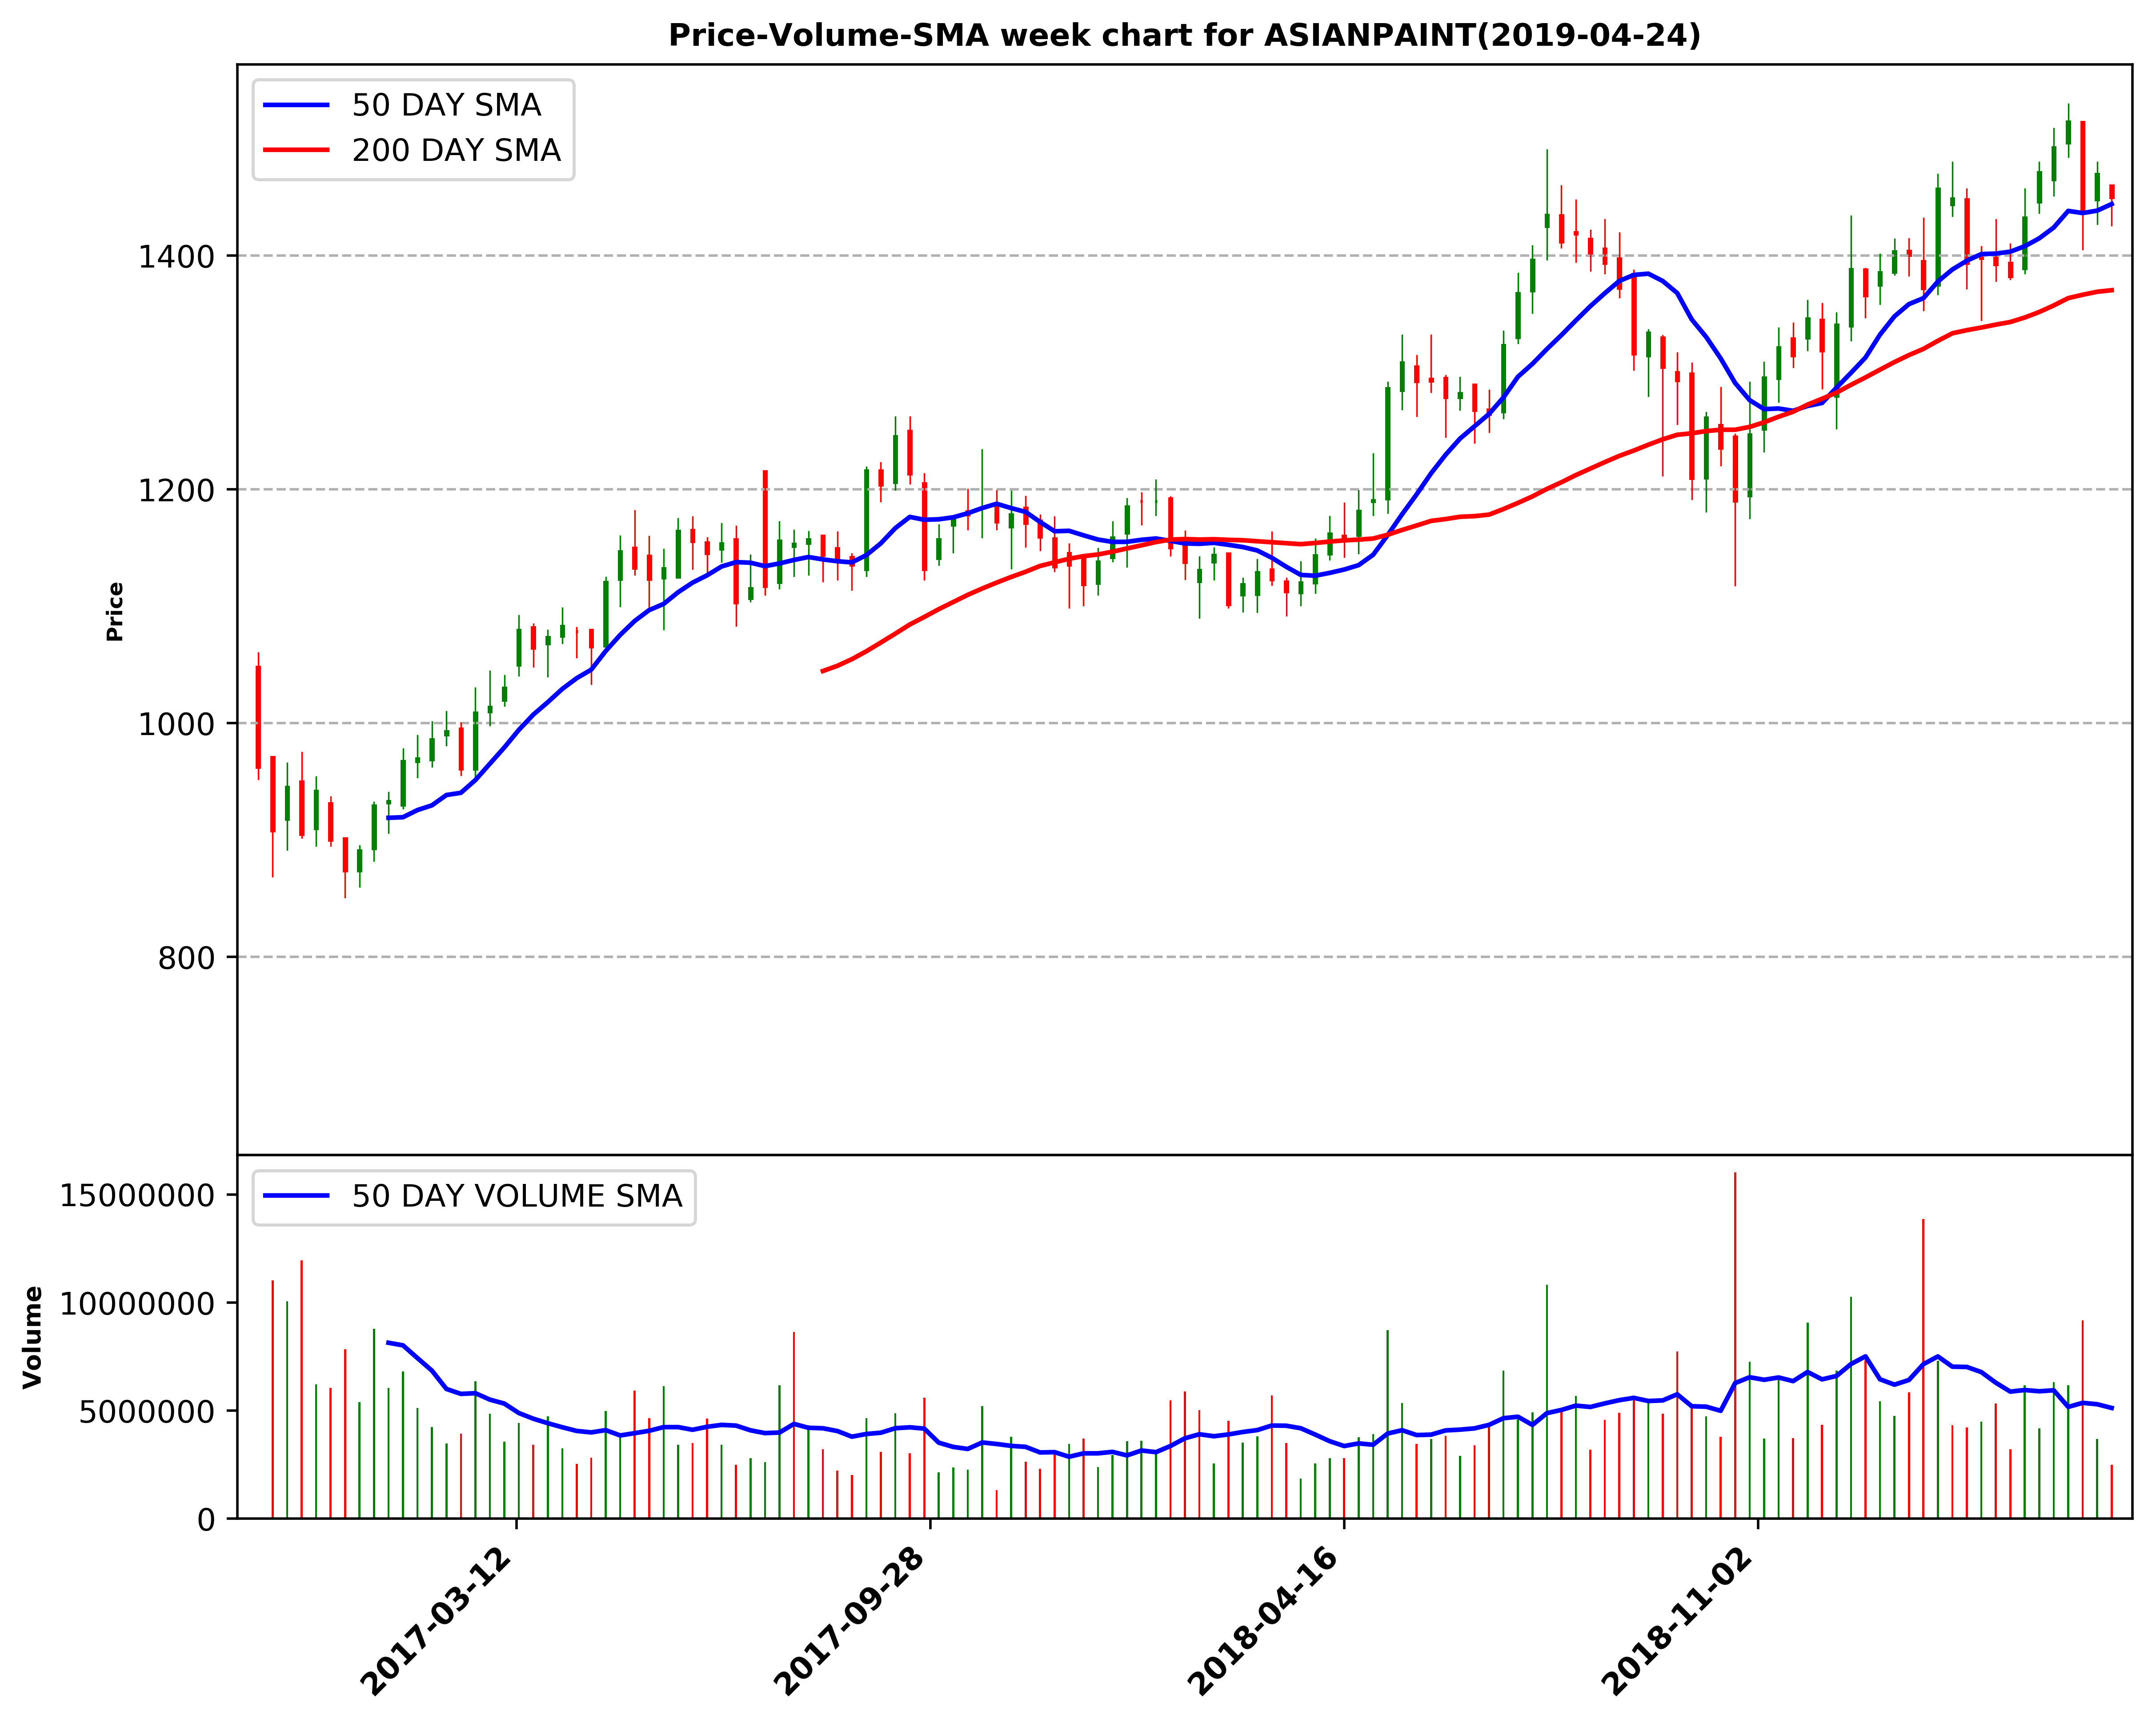 Price-Volume-SMA week chart for ASIANPAINT(2019-04-24)
50 DAY SMA
200 DAY SMA
1400
1200
1000
800
Price
50 DAY VOLUME SMA
15000000
10000000
5000000
0
Volume
2017-03-12
2017-09-28
2018-04-16
2018-11-02